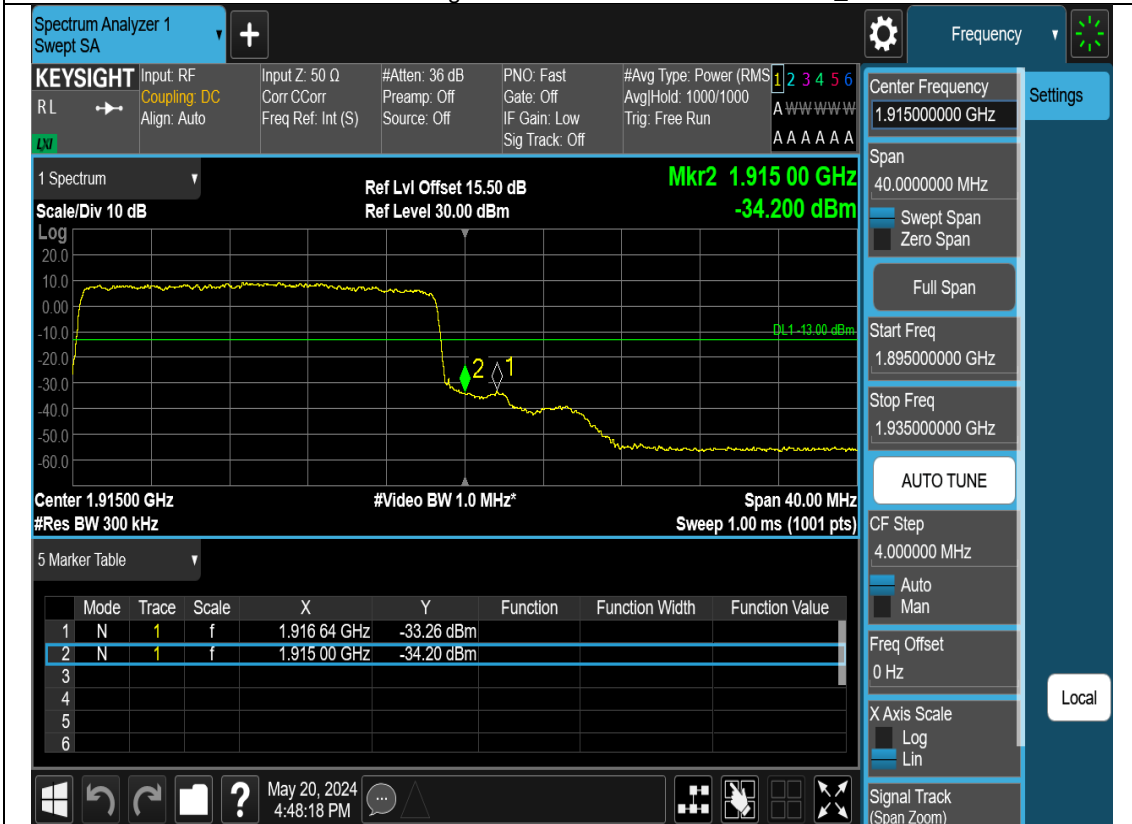 Spectrum Analyzer 1
Swept SA
+
Frequency
KEYSIGHT
RL
LXI
Input: RF
Coupling: DC
Align: Auto
Input Z: 50 Ω
Corr CCorr
Freq Ref: Int (S)
#Atten: 36 dB
Preamp: Off
Source: Off
PNO: Fast
Gate: Off
IF Gain: Low
Sig Track: Off
#Avg Type: Power (RMS
Avg|Hold: 1000/1000
Trig: Free Run
1 2 3 4 5 6
A W W W W W
A A A A A A
1 Spectrum
Scale/Div 10 dB
Log
Ref Lvl Offset 15.50 dB
Ref Level 30.00 dBm
Mkr2 1.915 00 GHz
-34.200 dBm
20.0
10.0
0.00
-10.0
-20.0
-30.0
-40.0
-50.0
-60.0
DL1 -13.00 dBm
2
1
Center 1.91500 GHz
#Video BW 1.0 MHz*
Span 40.00 MHz
#Res BW 300 kHz
Sweep 1.00 ms (1001 pts)
5 Marker Table
Mode Trace Scale X Y Function Function Width Function Value
1 N 1 f 1.916 64 GHz -33.26 dBm
2 N 1 f 1.915 00 GHz -34.20 dBm
3
4
5
6
?
May 20, 2024
4:48:18 PM
Center Frequency
1.915000000 GHz
Settings
Span
40.0000000 MHz
Swept Span
Zero Span
Full Span
Start Freq
1.895000000 GHz
Stop Freq
1.935000000 GHz
AUTO TUNE
CF Step
4.000000 MHz
Auto
Man
Freq Offset
0 Hz
X Axis Scale
Log
Lin
Local
Signal Track
(Span Zoom)